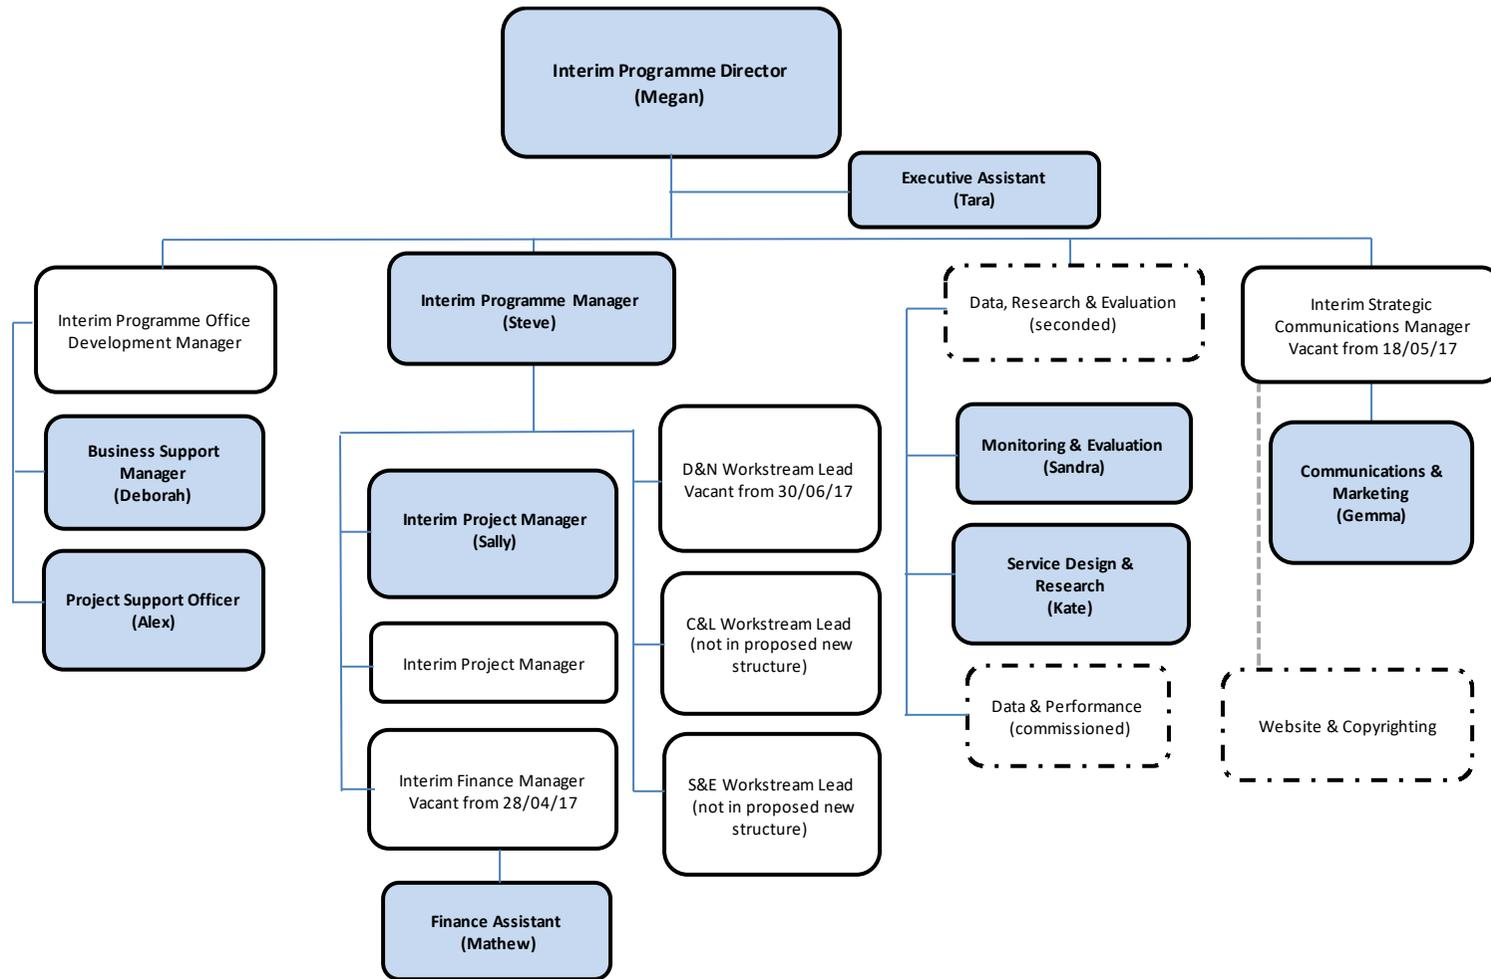 Interim Programme Director
(Megan)
Executive Assistant
(Tara)
Interim Programme Office
Development Manager
Business Support
Manager
(Deborah)
Project Support Officer
(Alex)
Interim Programme Manager
(Steve)
Interim Project Manager
(Sally)
Interim Project Manager
Interim Finance Manager
Vacant from 28/04/17
Finance Assistant
(Mathew)
D&N Workstream Lead
Vacant from 30/06/17
C&L Workstream Lead
(not in proposed new
structure)
S&E Workstream Lead
(not in proposed new
structure)
Data, Research & Evaluation
(seconded)
Monitoring & Evaluation
(Sandra)
Service Design &
Research
(Kate)
Data & Performance
(commissioned)
Interim Strategic
Communications Manager
Vacant from 18/05/17
Communications &
Marketing
(Gemma)
Website & Copyrighting